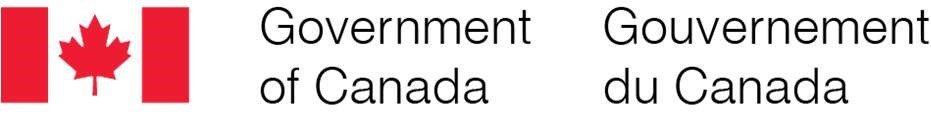 Government
of Canada
Gouvernement
du Canada